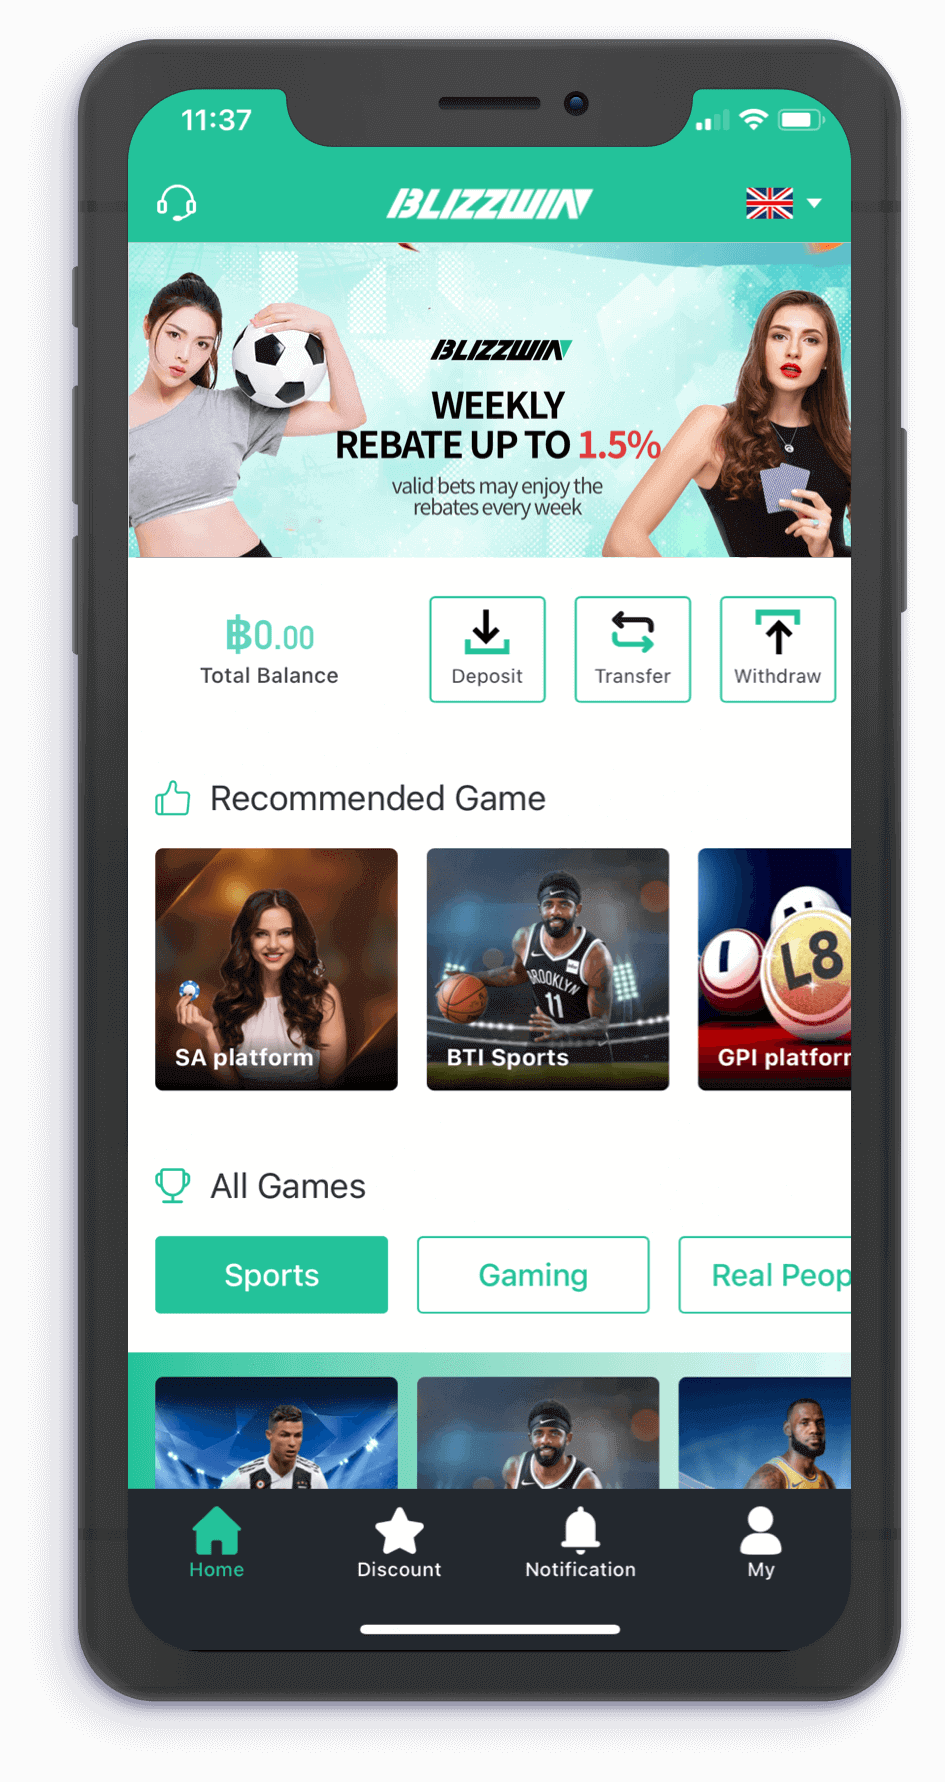 11:37
BLIZZWIN
BLIZZWIN
WEEKLY
REBATE UP TO 1.5%
valid bets may enjoy the
rebates every week
฿0.00
Total Balance
Deposit
Transfer
Withdraw
Recommended Game
SA platform
BROOKLYN
11
BTI Sports
I
N
L8
GPI platfor
All Games
Sports
Gaming
Real Peop
Home
Discount
Notification
My